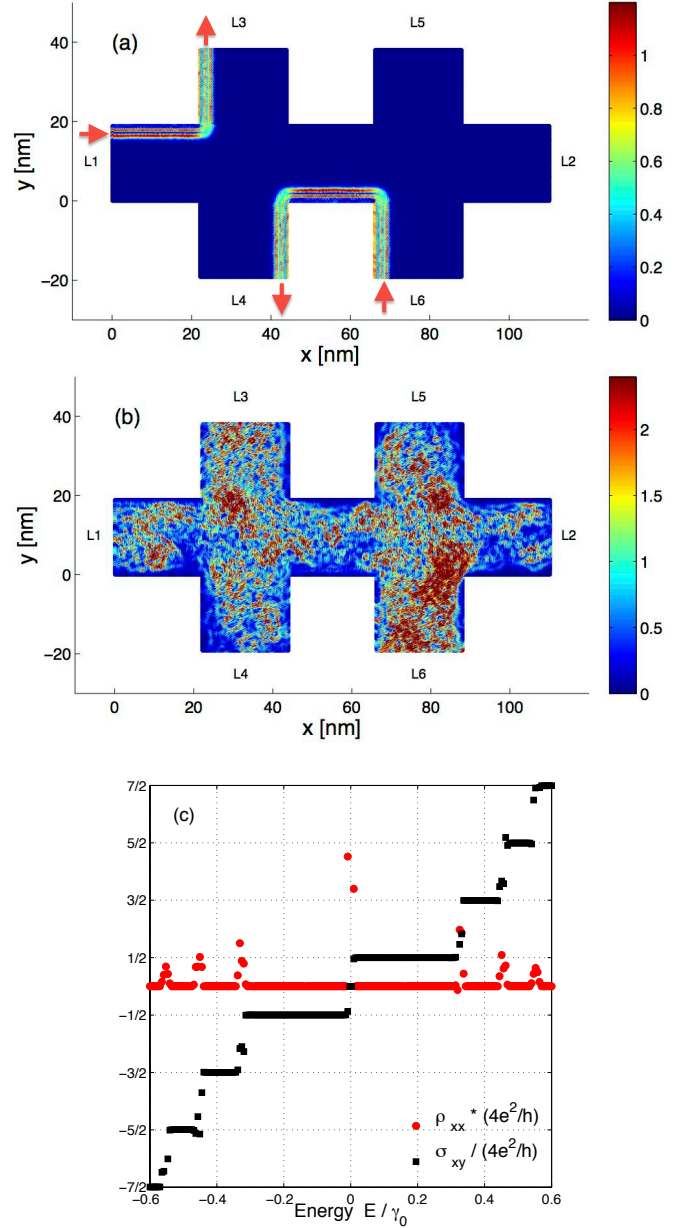 (a)
L3
L5
L1
L2
L4
L6
40
20
0
−20
y [nm]
0
20
40
60
80
100
x [nm]
1
0.8
0.6
0.4
0.2
0
(b)
L3
L5
L1
L2
L4
L6
40
20
0
−20
y [nm]
0
20
40
60
80
100
x [nm]
2
1.5
1
0.5
0
(c)
7/2
5/2
3/2
1/2
−1/2
−3/2
−5/2
−7/2
ρ xx * (4e²/h)
σ xy / (4e²/h)
−0.6
−0.4
−0.2
0
0.2
0.4
0.6
Energy E / γ₀